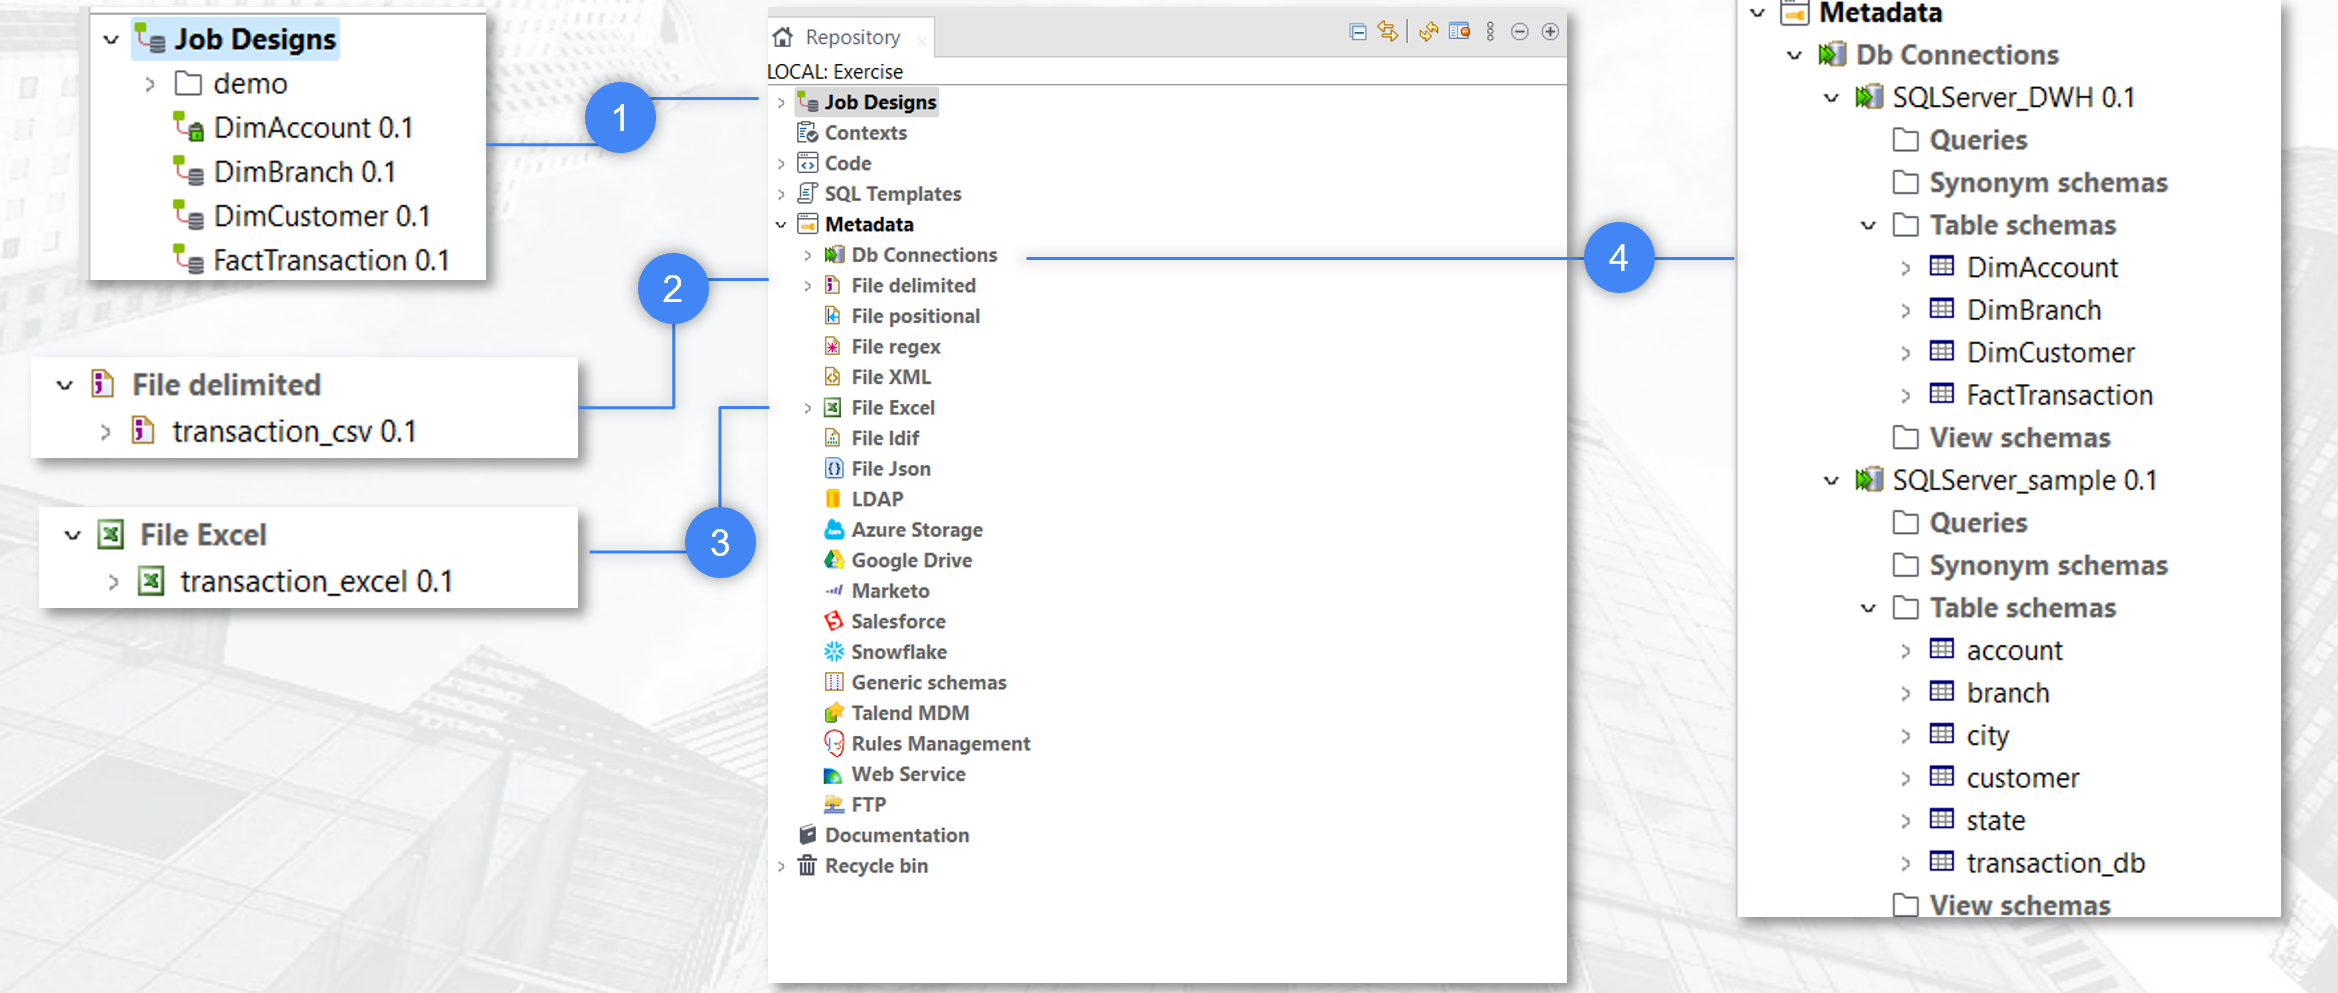 Job Designs
demo
DimAccount 0.1
DimBranch 0.1
DimCustomer 0.1
FactTransaction 0.1
1
File delimited
transaction_csv 0.1
2
File Excel
transaction_excel 0.1
3
Repository
LOCAL: Exercise
Job Designs
Contexts
Code
SQL Templates
Metadata
Db Connections
File delimited
File positional
File regex
File XML
File Excel
File ldif
File Json
LDAP
Azure Storage
Google Drive
Marketo
Salesforce
Snowflake
Generic schemas
Talend MDM
Rules Management
Web Service
FTP
Documentation
Recycle bin
4
Metadata
Db Connections
SQLServer_DWH 0.1
Queries
Synonym schemas
Table schemas
DimAccount
DimBranch
DimCustomer
FactTransaction
View schemas
SQLServer_sample 0.1
Queries
Synonym schemas
Table schemas
account
branch
city
customer
state
transaction_db
View schemas